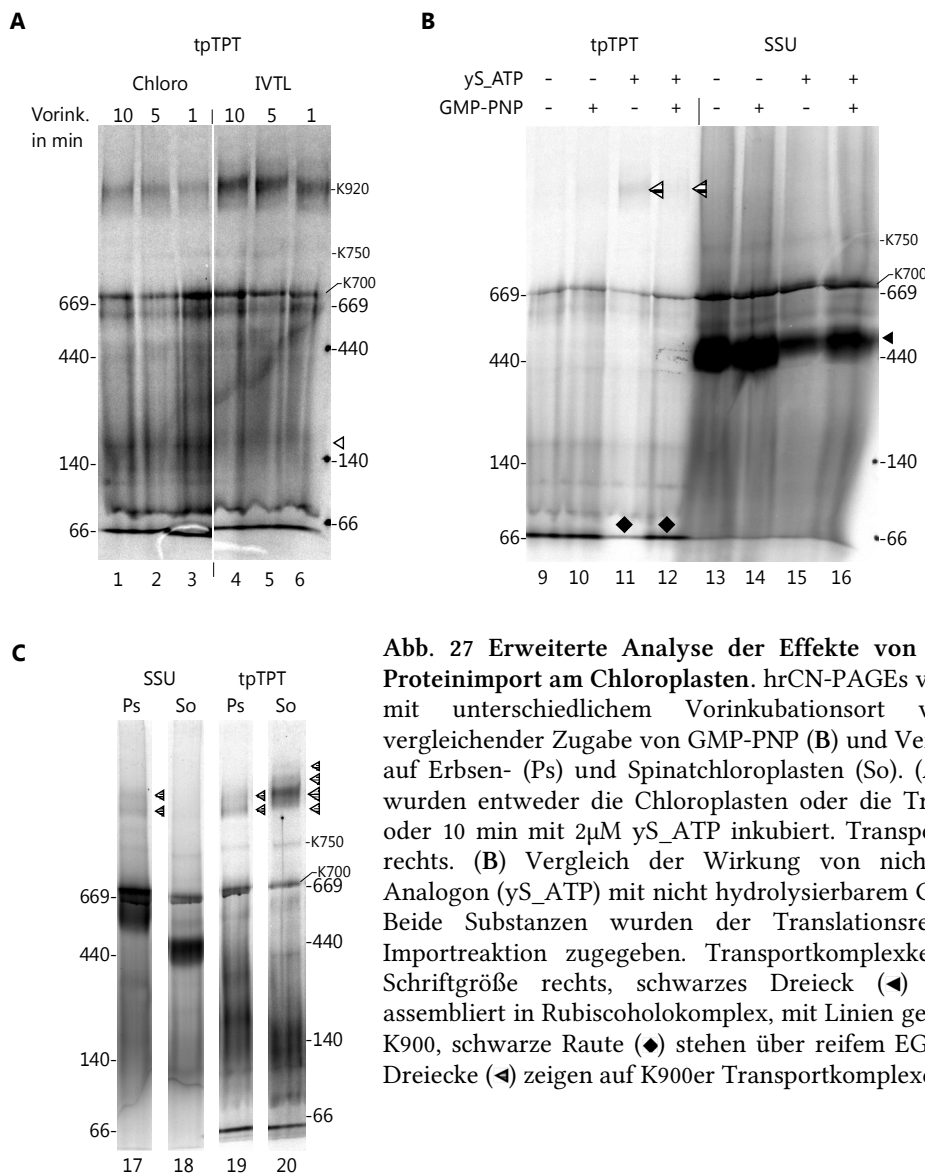 A
tpTPT
Chloro IVTL
Vorink. 10 5 1 10 5 1
in min
K920
-K750
K700
669- -669
440- -440
140- -140
66- -66
1 2 3 4 5 6
B
tpTPT SSU
yS_ATP - - + + - - + +
GMP-PNP - + - + - + - +
-K750
K700
669- -669
440- -440
140- -140
66- -66
9 10 11 12 13 14 15 16
C
SSU tpTPT
Ps So Ps So
-K750
K700
669- -669
440- -440
140- -140
66- -66
17 18 19 20
Abb. 27 Erweiterte Analyse der Effekte von
Proteinimport am Chloroplasten. hrCN-PAGEs v
mit unterschiedlichem Vorinkubationsort v
vergleichender Zugabe von GMP-PNP (B) und Ve
auf Erbsen- (Ps) und Spinatchloroplasten (So). (
wurden entweder die Chloroplasten oder die Tr
oder 10 min mit 2µM yS_ATP inkubiert. Transpo
rechts. (B) Vergleich der Wirkung von nich
Analogon (yS_ATP) mit nicht hydrolysierbarem
Beide Substanzen wurden der Translationsre
Importreaktion zugegeben. Transportkomplexke
Schriftgröße rechts, schwarzes Dreieck (◄)
assembliert in Rubiscoholokomplex, mit Linien ge
K900, schwarze Raute (◆) stehen über reifem EG
Dreiecke (⊲) zeigen auf K900er Transportkomplex